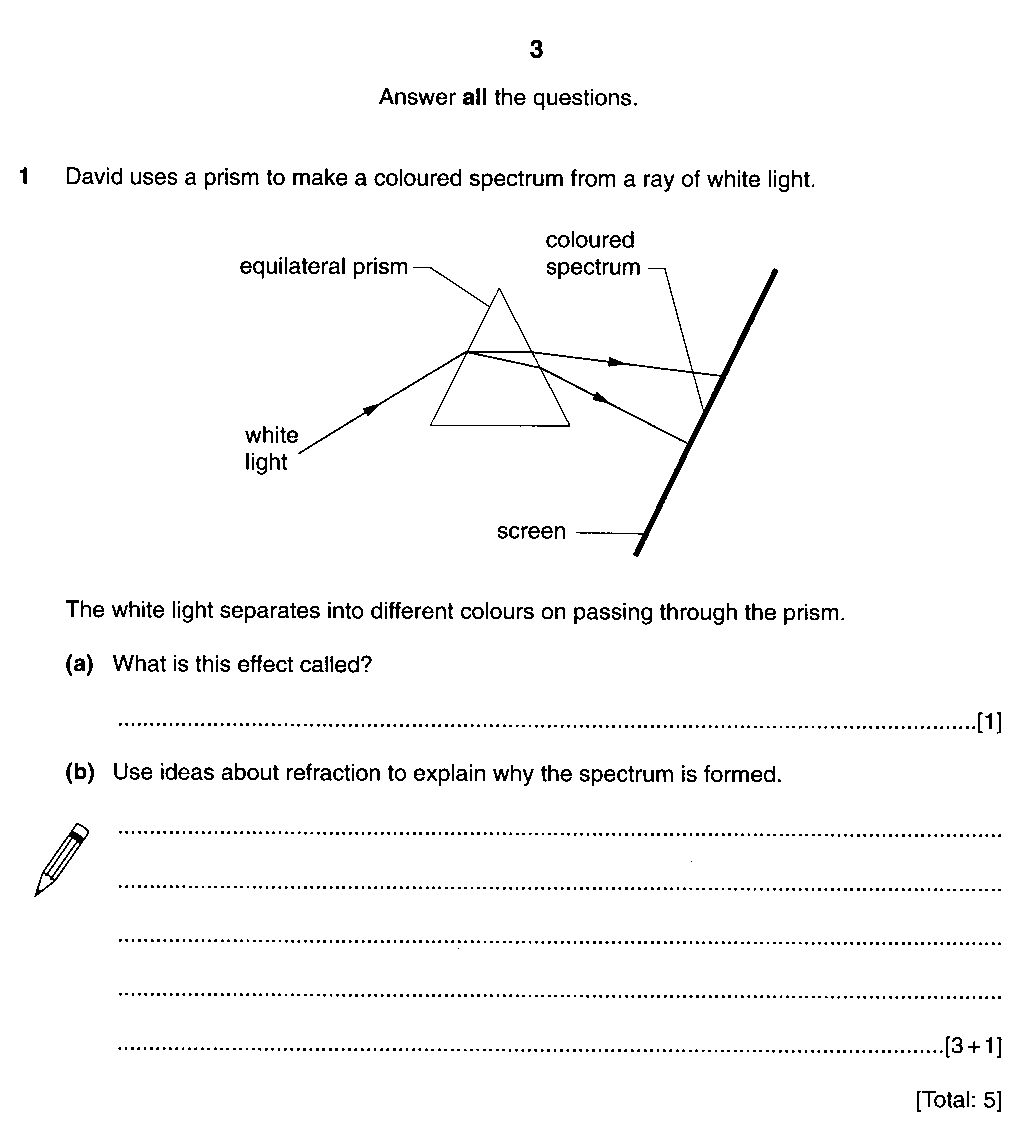 3
Answer all the questions.
1 David uses a prism to make a coloured spectrum from a ray of white light.
coloured
spectrum
equilateral prism
white
light
screen
The white light separates into different colours on passing through the prism.
(a) What is this effect called?
[1]
(b) Use ideas about refraction to explain why the spectrum is formed.
[3 + 1]
[Total: 5]